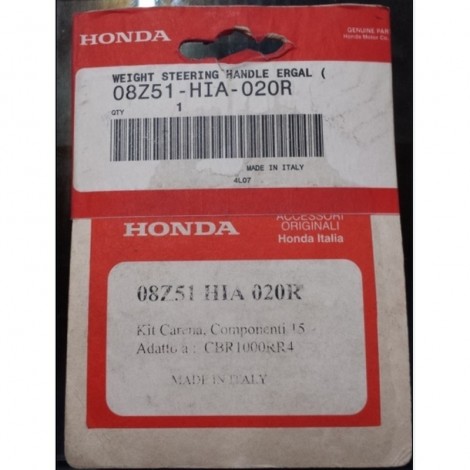 HONDA
GENUINE PAR
Honda Motor Co.
WEIGHT STEERING HANDLE ERGAL (
08Z51-HIA-020R
QTY 1
MADE IN ITALY
4L07
HONDA
ACCESSORI
ORIGINALI
Honda Italia
08Z51 HIA 020R
Kit Carena, Componenti 15
Adatto a : CBR1000RR4
MADE IN ITALY